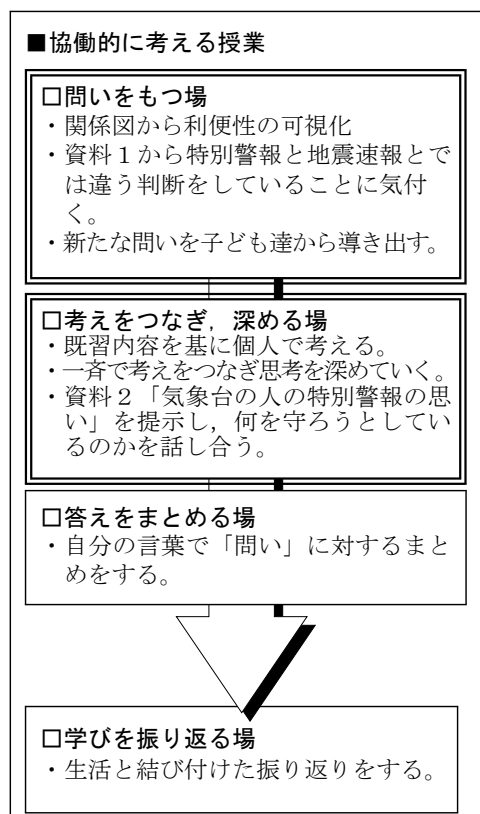 ■協働的に考える授業
□問いをもつ場
・関係図から利便性の可視化
・資料1から特別警報と地震速報とで
は違う判断をしていることに気付
く。
・新たな問いを子ども達から導き出す。
□考えをつなぎ，深める場
・既習内容を基に個人で考える。
・一斉で考えをつなぎ思考を深めていく。
・資料2「気象台の人の特別警報の思
い」を提示し，何を守ろうとしてい
るのかを話し合う。
□答えをまとめる場
・自分の言葉で「問い」に対するまと
めをする。
□学びを振り返る場
・生活と結び付けた振り返りをする。